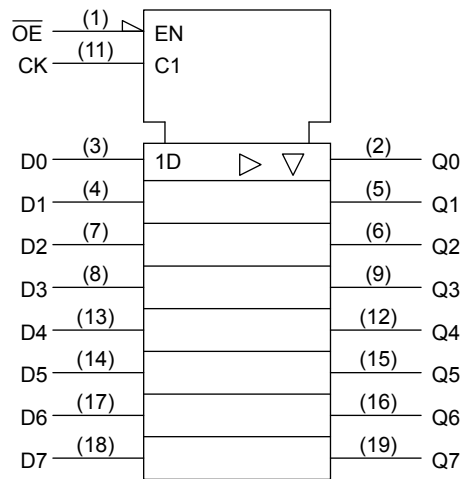 O̅E̅ (1) EN
CK (11) C1
D0 (3) 1D (2) Q0
D1 (4) (5) Q1
D2 (7) (6) Q2
D3 (8) (9) Q3
D4 (13) (12) Q4
D5 (14) (15) Q5
D6 (17) (16) Q6
D7 (18) (19) Q7